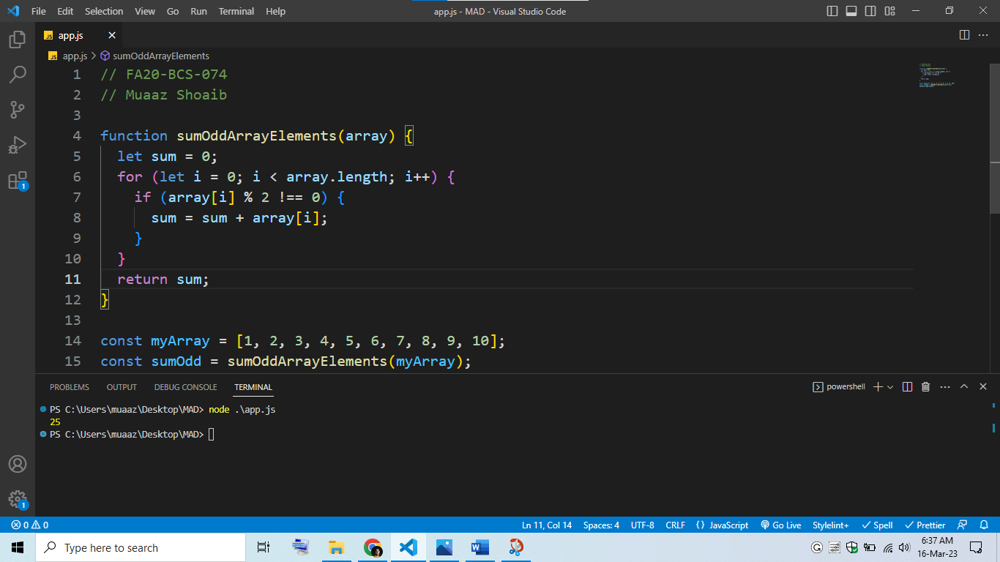 File Edit Selection View Go Run Terminal Help
app.js - MAD - Visual Studio Code
JS app.js
JS app.js > sumOddArrayElements
1 // FA20-BCS-074
2 // Muaaz Shoaib
3
4 function sumOddArrayElements(array) {
5 let sum = 0;
6 for (let i = 0; i < array.length; i++) {
7 if (array[i] % 2 !== 0) {
8 sum = sum + array[i];
9 }
10 }
11 return sum;
12 }
13
14 const myArray = [1, 2, 3, 4, 5, 6, 7, 8, 9, 10];
15 const sumOdd = sumOddArrayElements(myArray);
PROBLEMS OUTPUT DEBUG CONSOLE TERMINAL
powershell
PS C:\Users\muaaz\Desktop\MAD> node .\app.js
25
PS C:\Users\muaaz\Desktop\MAD>
1
1
0 0
Ln 11, Col 14 Spaces: 4 UTF-8 CRLF {} JavaScript Go Live Stylelint+ Spell Prettier
Type here to search
6:37 AM
16-Mar-23